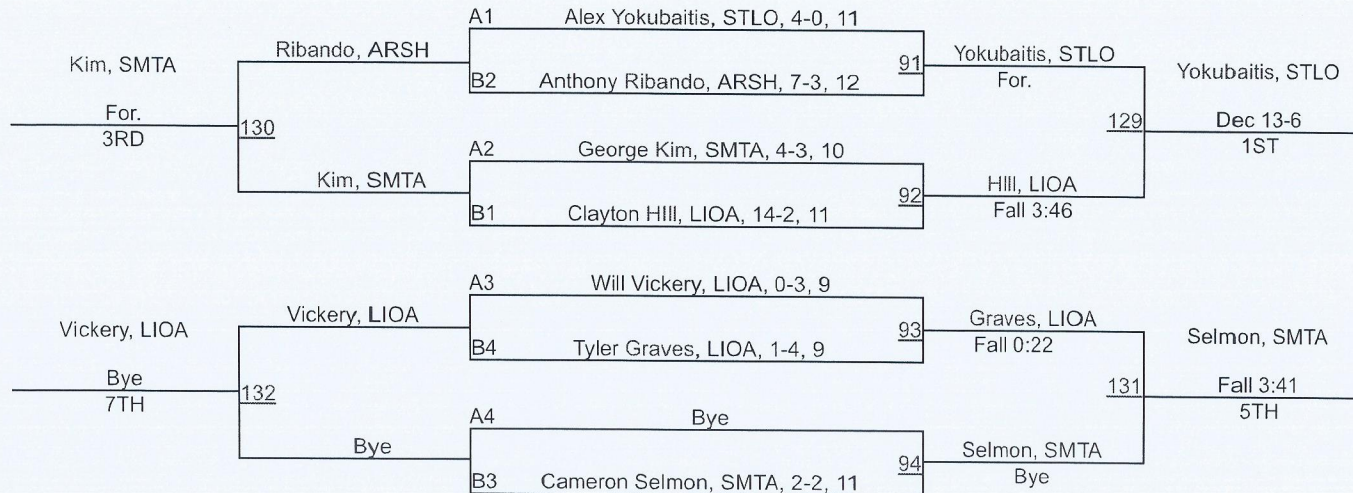 A1 Alex Yokubaitis, STLO, 4-0, 11
Kim, SMTA Ribando, ARSH 91 Yokubaitis, STLO Yokubaitis, STLO
B2 Anthony Ribando, ARSH, 7-3, 12 For.
For. 130 129 Dec 13-6
3RD 1ST
A2 George Kim, SMTA, 4-3, 10
Kim, SMTA 92 HIll, LIOA
B1 Clayton HIll, LIOA, 14-2, 11 Fall 3:46
A3 Will Vickery, LIOA, 0-3, 9
Vickery, LIOA Vickery, LIOA 93 Graves, LIOA Selmon, SMTA
B4 Tyler Graves, LIOA, 1-4, 9 Fall 0:22
Bye 132 131 Fall 3:41
7TH 5TH
A4 Bye
Bye 94 Selmon, SMTA
B3 Cameron Selmon, SMTA, 2-2, 11 Bye